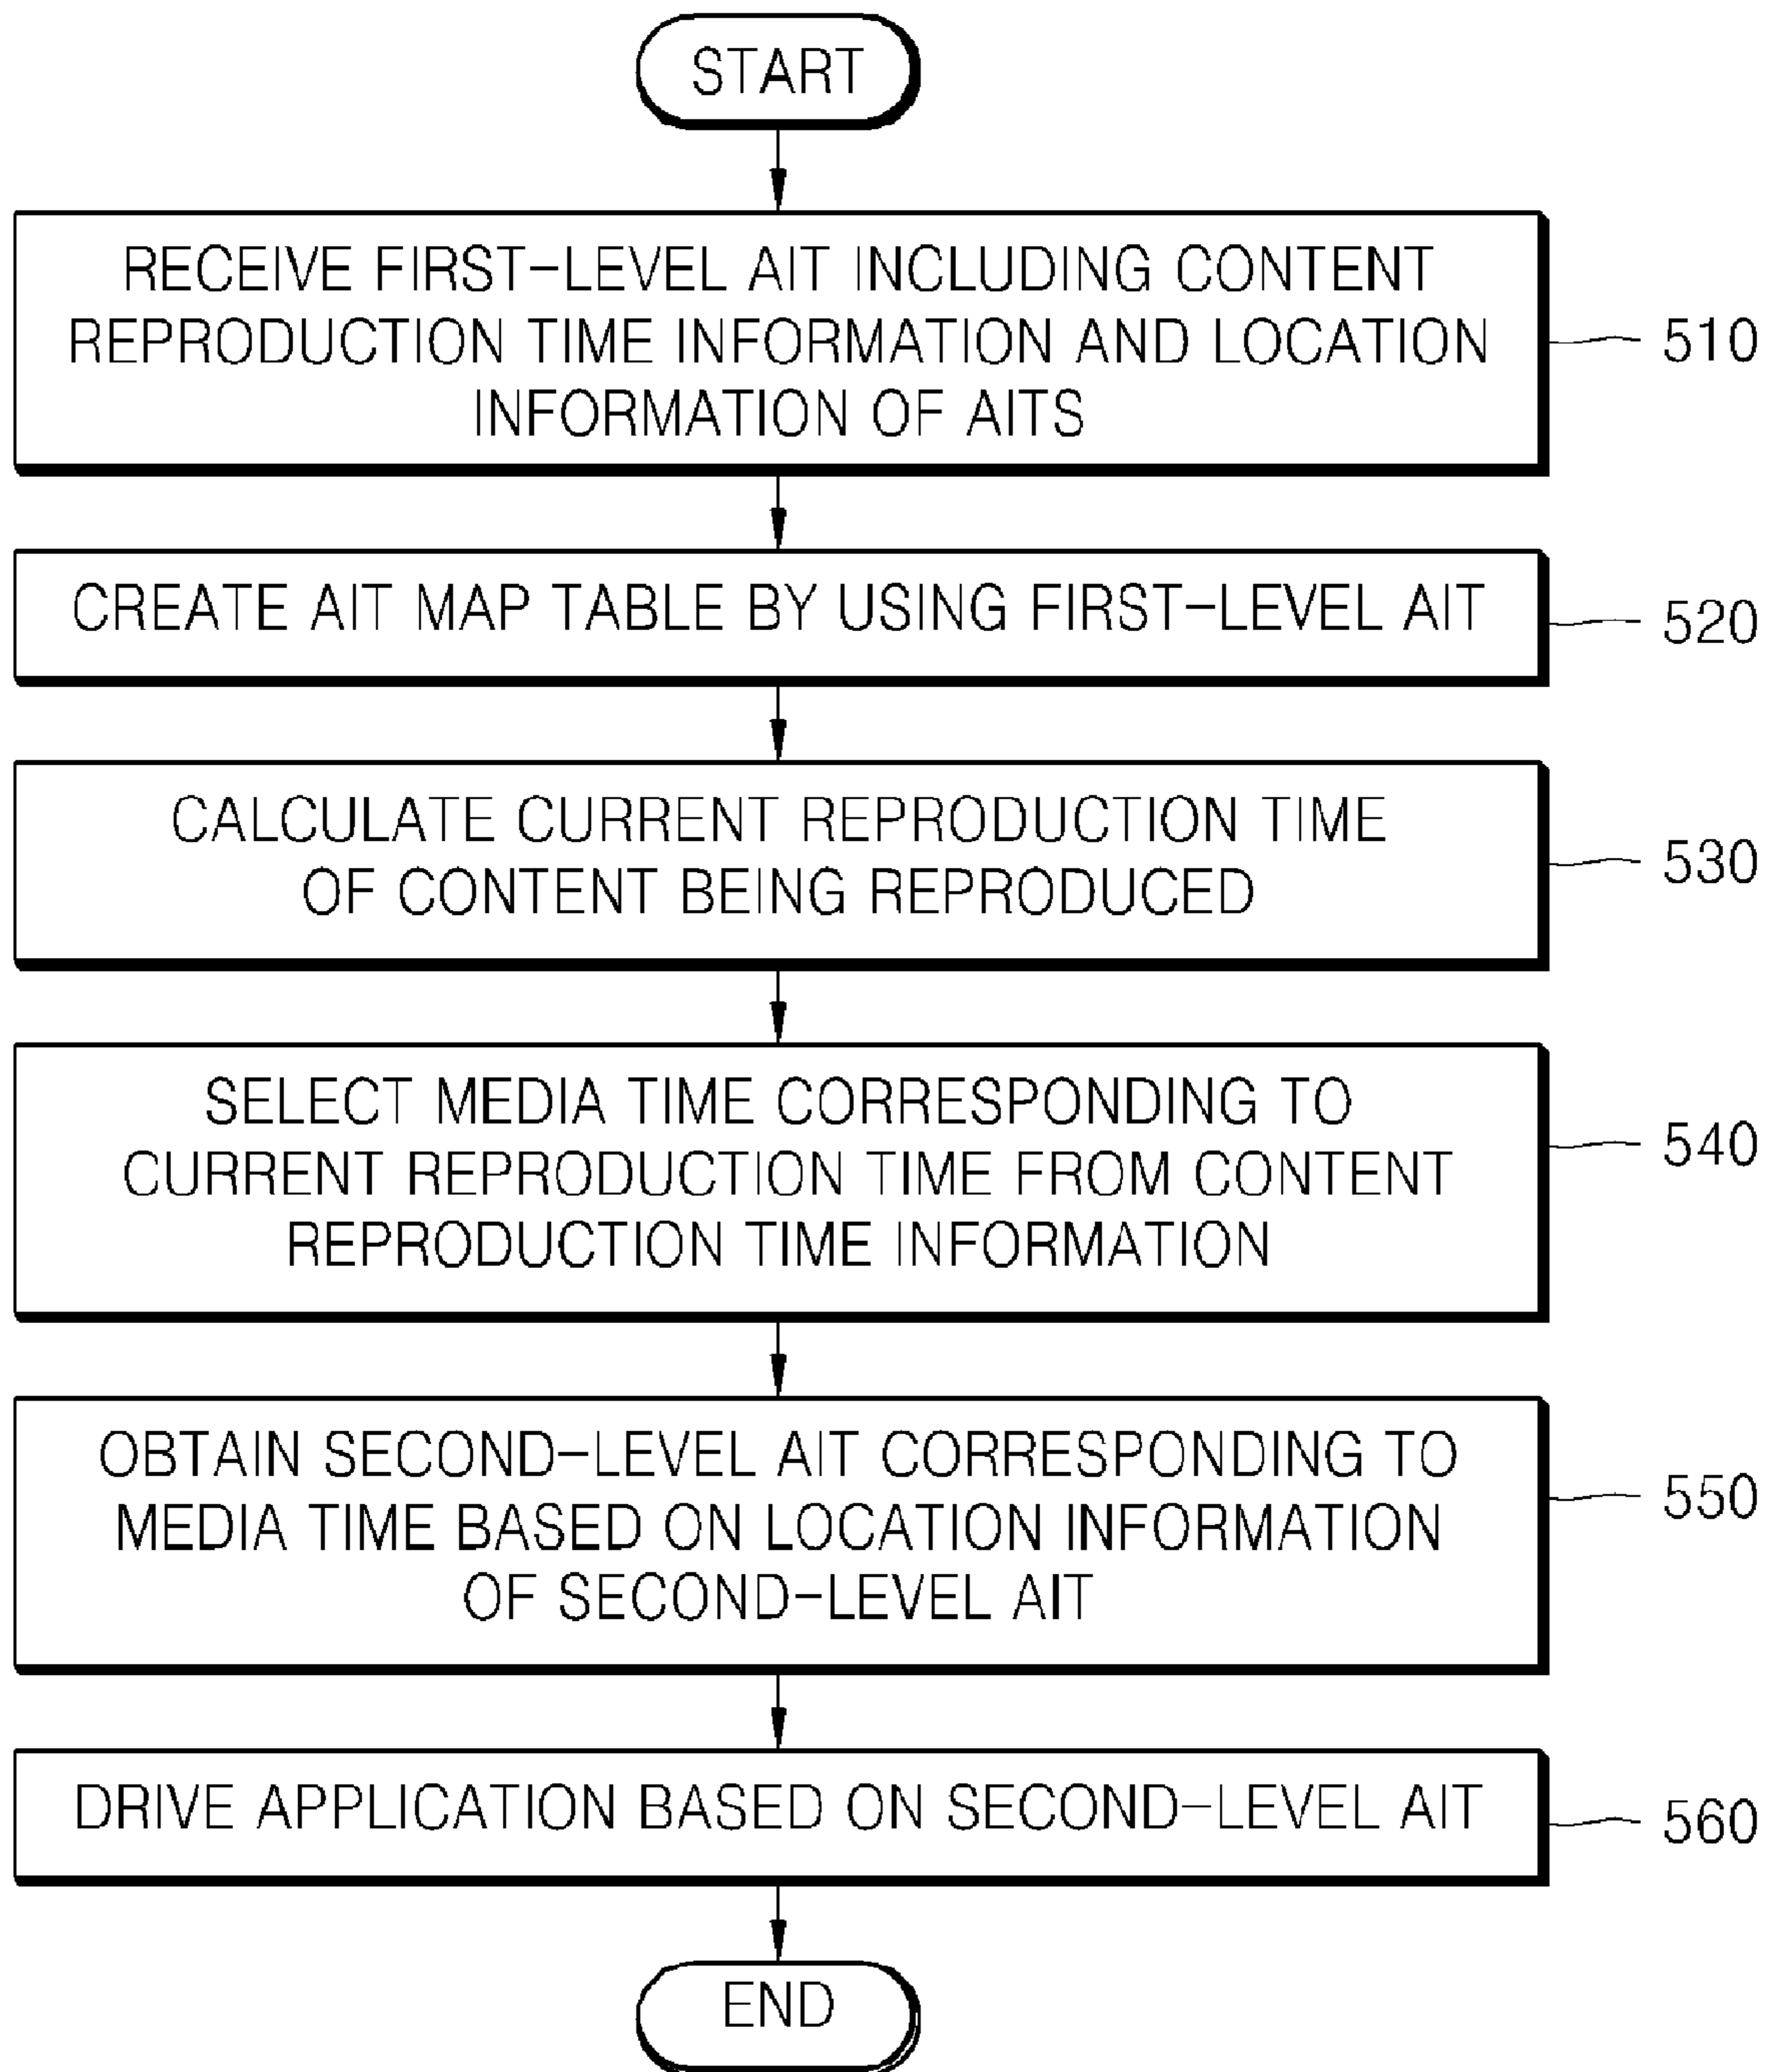 START
RECEIVE FIRST-LEVEL AIT INCLUDING CONTENT
REPRODUCTION TIME INFORMATION AND LOCATION
INFORMATION OF AITS
510
CREATE AIT MAP TABLE BY USING FIRST-LEVEL AIT
520
CALCULATE CURRENT REPRODUCTION TIME
OF CONTENT BEING REPRODUCED
530
SELECT MEDIA TIME CORRESPONDING TO
CURRENT REPRODUCTION TIME FROM CONTENT
REPRODUCTION TIME INFORMATION
540
OBTAIN SECOND-LEVEL AIT CORRESPONDING TO
MEDIA TIME BASED ON LOCATION INFORMATION
OF SECOND-LEVEL AIT
550
DRIVE APPLICATION BASED ON SECOND-LEVEL AIT
560
END